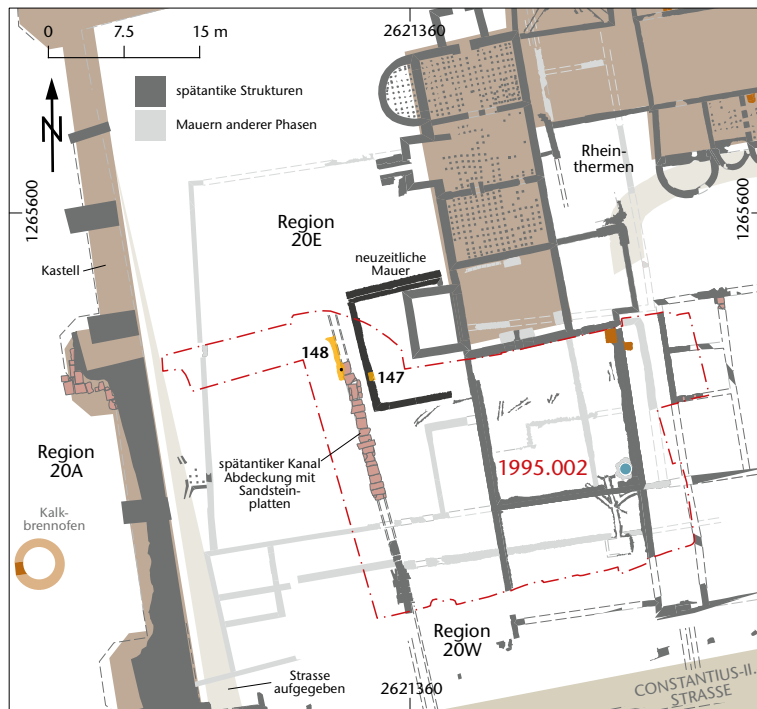 0 7.5 15 m
2621360
N
spätantike Strukturen
Mauern anderer Phasen
Rhein-
thermen
1265600
1265600
Region
20E
neuzeitliche
Mauer
Kastell
148
147
Region
20A
spätantiker Kanal
Abdeckung mit
Sandstein-
platten
1995.002
Kalk-
brennofen
Region
20W
Strasse
aufgegeben
2621360
CONSTANTIUS-II.-
STRASSE